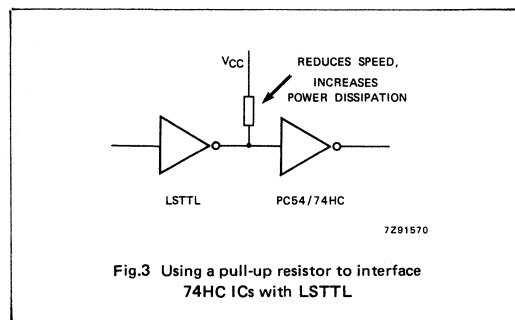 VCC
REDUCES SPEED,
INCREASES
POWER DISSIPATION
LSTTL
PC54/74HC
7Z91570
Fig.3 Using a pull-up resistor to interface
74HC ICs with LSTTL